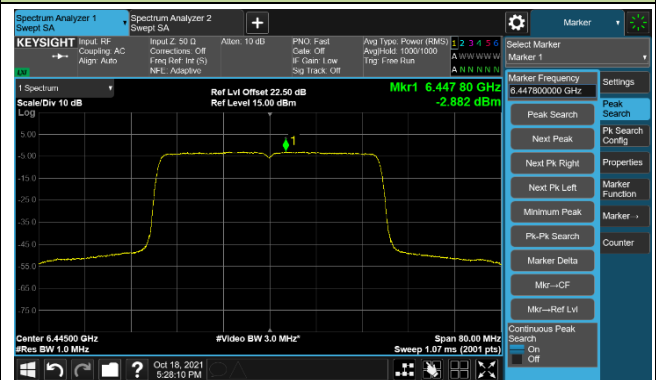 Spectrum Analyzer 1
Swept SA
Spectrum Analyzer 2
Swept SA
+
Marker
KEYSIGHT
Input: RF
Coupling: AC
Align: Auto
Input Z: 50 Ω
Corrections: Off
Freq Ref: Int (S)
NFE: Adaptive
Atten: 10 dB
PNO: Fast
Gate: Off
IF Gain: Low
Sig Track: Off
Avg Type: Power (RMS)
Avg|Hold: 1000/1000
Trig: Free Run
1 2 3 4 5 6
A W W W W W
A N N N N N
LXI
1 Spectrum
Scale/Div 10 dB
Log
Ref Lvl Offset 22.50 dB
Ref Level 15.00 dBm
Mkr1 6.447 80 GHz
-2.882 dBm
1
5.00
-5.00
-15.0
-25.0
-35.0
-45.0
-55.0
-65.0
-75.0
Center 6.44500 GHz
#Res BW 1.0 MHz
#Video BW 3.0 MHz*
Span 80.00 MHz
Sweep 1.07 ms (2001 pts)
Select Marker
Marker 1
Marker Frequency
6.447800000 GHz
Peak Search
Next Peak
Next Pk Right
Next Pk Left
Minimum Peak
Pk-Pk Search
Marker Delta
Mkr→CF
Mkr→Ref Lvl
Continuous Peak
Search
On
Off
Settings
Peak
Search
Pk Search
Config
Properties
Marker
Function
Marker→
Counter
?
Oct 18, 2021
5:28:10 PM